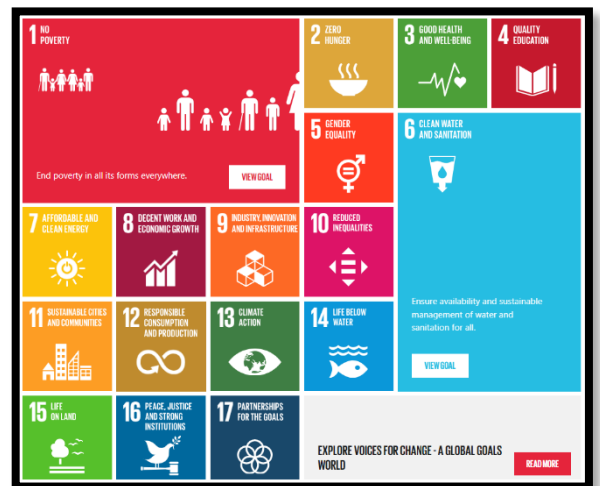 1 NO
POVERTY
End poverty in all its forms everywhere.
VIEW GOAL
2 ZERO
HUNGER
3 GOOD HEALTH
AND WELL-BEING
4 QUALITY
EDUCATION
5 GENDER
EQUALITY
6 CLEAN WATER
AND SANITATION
Ensure availability and sustainable
management of water and
sanitation for all.
VIEW GOAL
7 AFFORDABLE AND
CLEAN ENERGY
8 DECENT WORK AND
ECONOMIC GROWTH
9 INDUSTRY, INNOVATION
AND INFRASTRUCTURE
10 REDUCED
INEQUALITIES
11 SUSTAINABLE CITIES
AND COMMUNITIES
12 RESPONSIBLE
CONSUMPTION
AND PRODUCTION
13 CLIMATE
ACTION
14 LIFE BELOW
WATER
15 LIFE
ON LAND
16 PEACE, JUSTICE
AND STRONG
INSTITUTIONS
17 PARTNERSHIPS
FOR THE GOALS
EXPLORE VOICES FOR CHANGE - A GLOBAL GOALS
WORLD
READ MORE